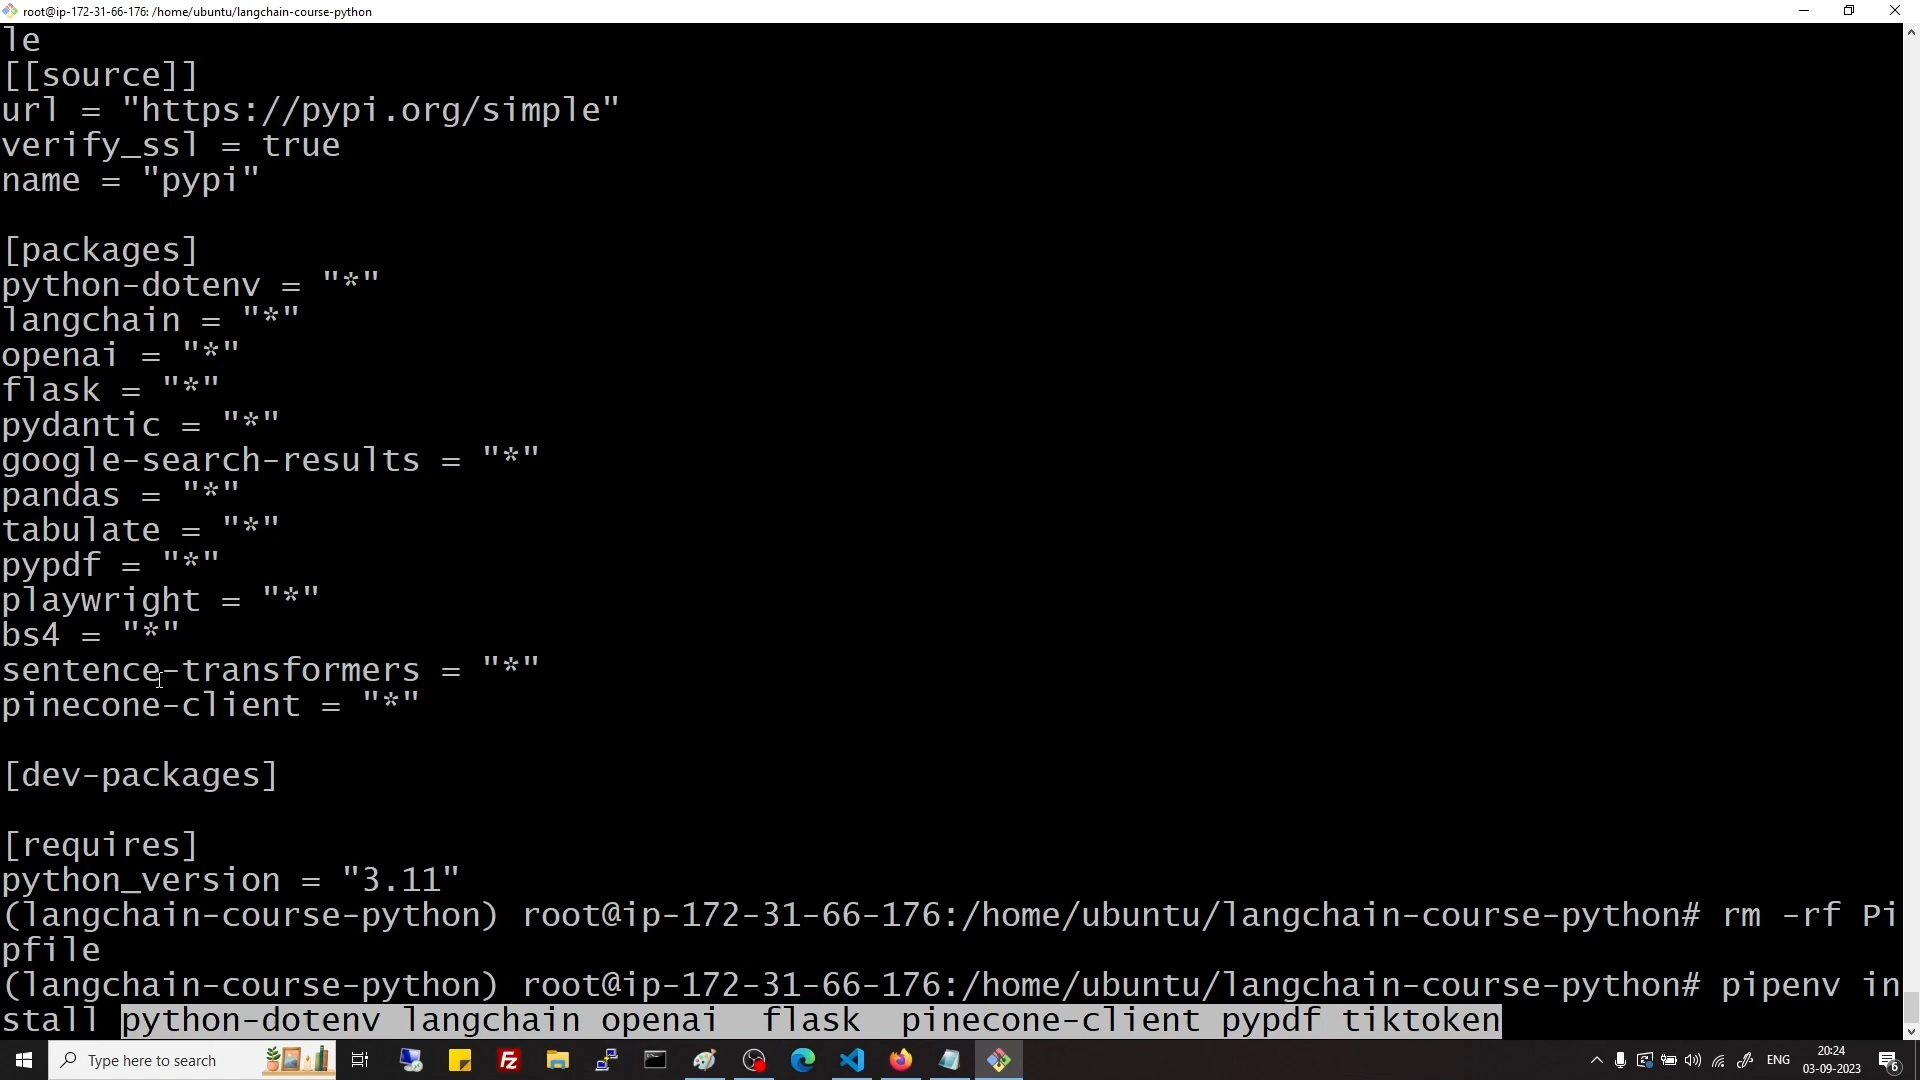 root@ip-172-31-66-176: /home/ubuntu/langchain-course-python
le
[[source]]
url = "https://pypi.org/simple"
verify_ssl = true
name = "pypi"
[packages]
python-dotenv = "*"
langchain = "*"
openai = "*"
flask = "*"
pydantic = "*"
google-search-results = "*"
pandas = "*"
tabulate = "*"
pypdf = "*"
playwright = "*"
bs4 = "*"
sentence-transformers = "*"
pinecone-client = "*"
[dev-packages]
[requires]
python_version = "3.11"
(langchain-course-python) root@ip-172-31-66-176:/home/ubuntu/langchain-course-python# rm -rf Pi
pfile
(langchain-course-python) root@ip-172-31-66-176:/home/ubuntu/langchain-course-python# pipenv in
stall python-dotenv langchain openai  flask  pinecone-client pypdf tiktoken
Type here to search
ENG
20:24
03-09-2023
6